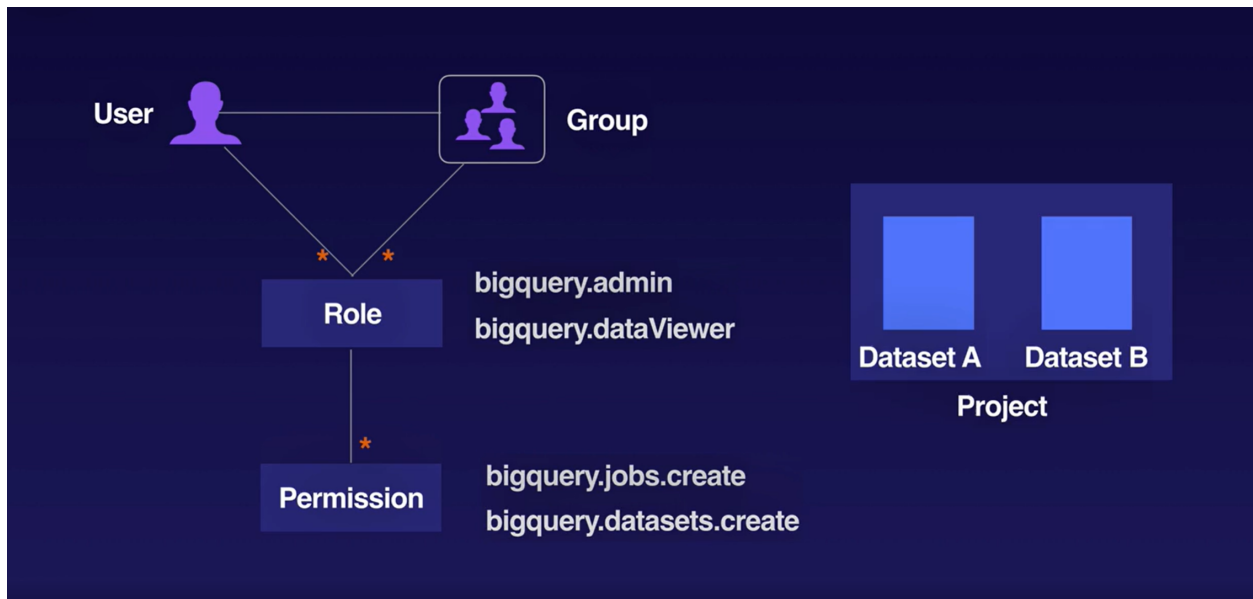 User
Group
*
*
Role
bigquery.admin
bigquery.dataViewer
*
Permission
bigquery.jobs.create
bigquery.datasets.create
Dataset A
Dataset B
Project